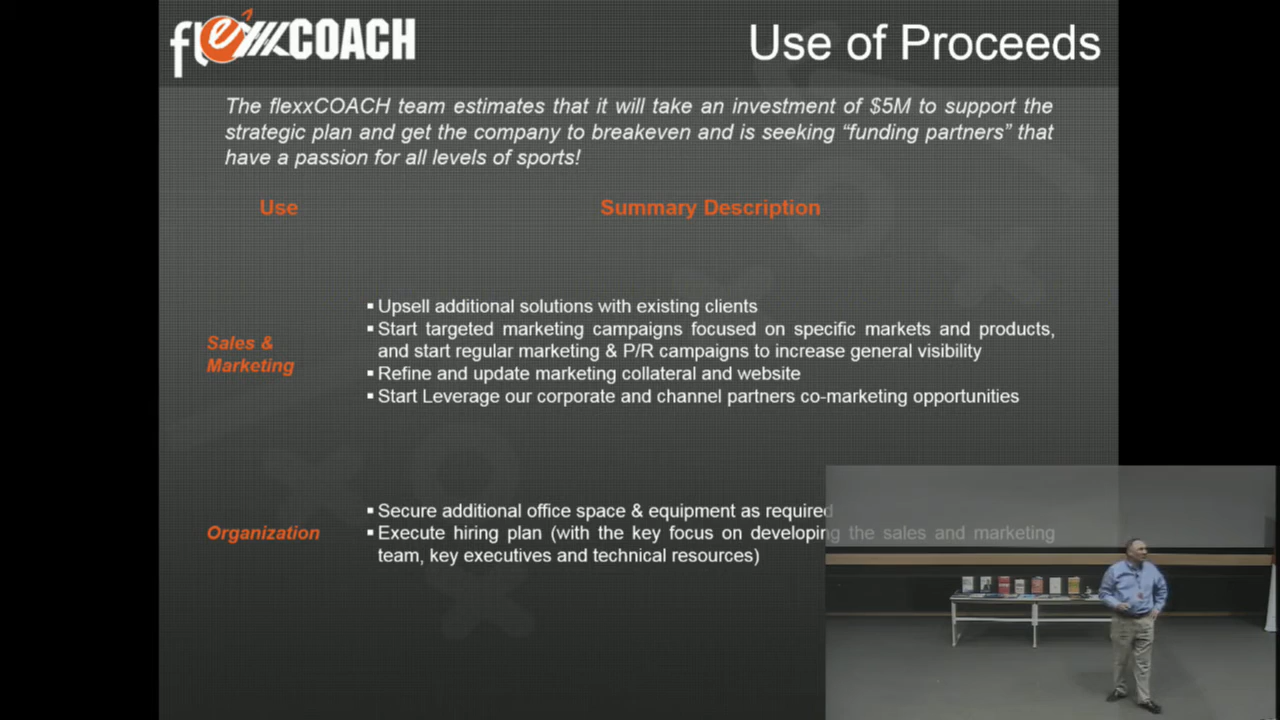 flexxCOACH
Use of Proceeds
The flexxCOACH team estimates that it will take an investment of $5M to support the
strategic plan and get the company to breakeven and is seeking “funding partners” that
have a passion for all levels of sports!
Use
Summary Description
Sales &
Marketing
▪ Upsell additional solutions with existing clients
▪ Start targeted marketing campaigns focused on specific markets and products,
and start regular marketing & P/R campaigns to increase general visibility
▪ Refine and update marketing collateral and website
▪ Start Leverage our corporate and channel partners co-marketing opportunities
Organization
▪ Secure additional office space & equipment as required
▪ Execute hiring plan (with the key focus on developing the sales and marketing
team, key executives and technical resources)